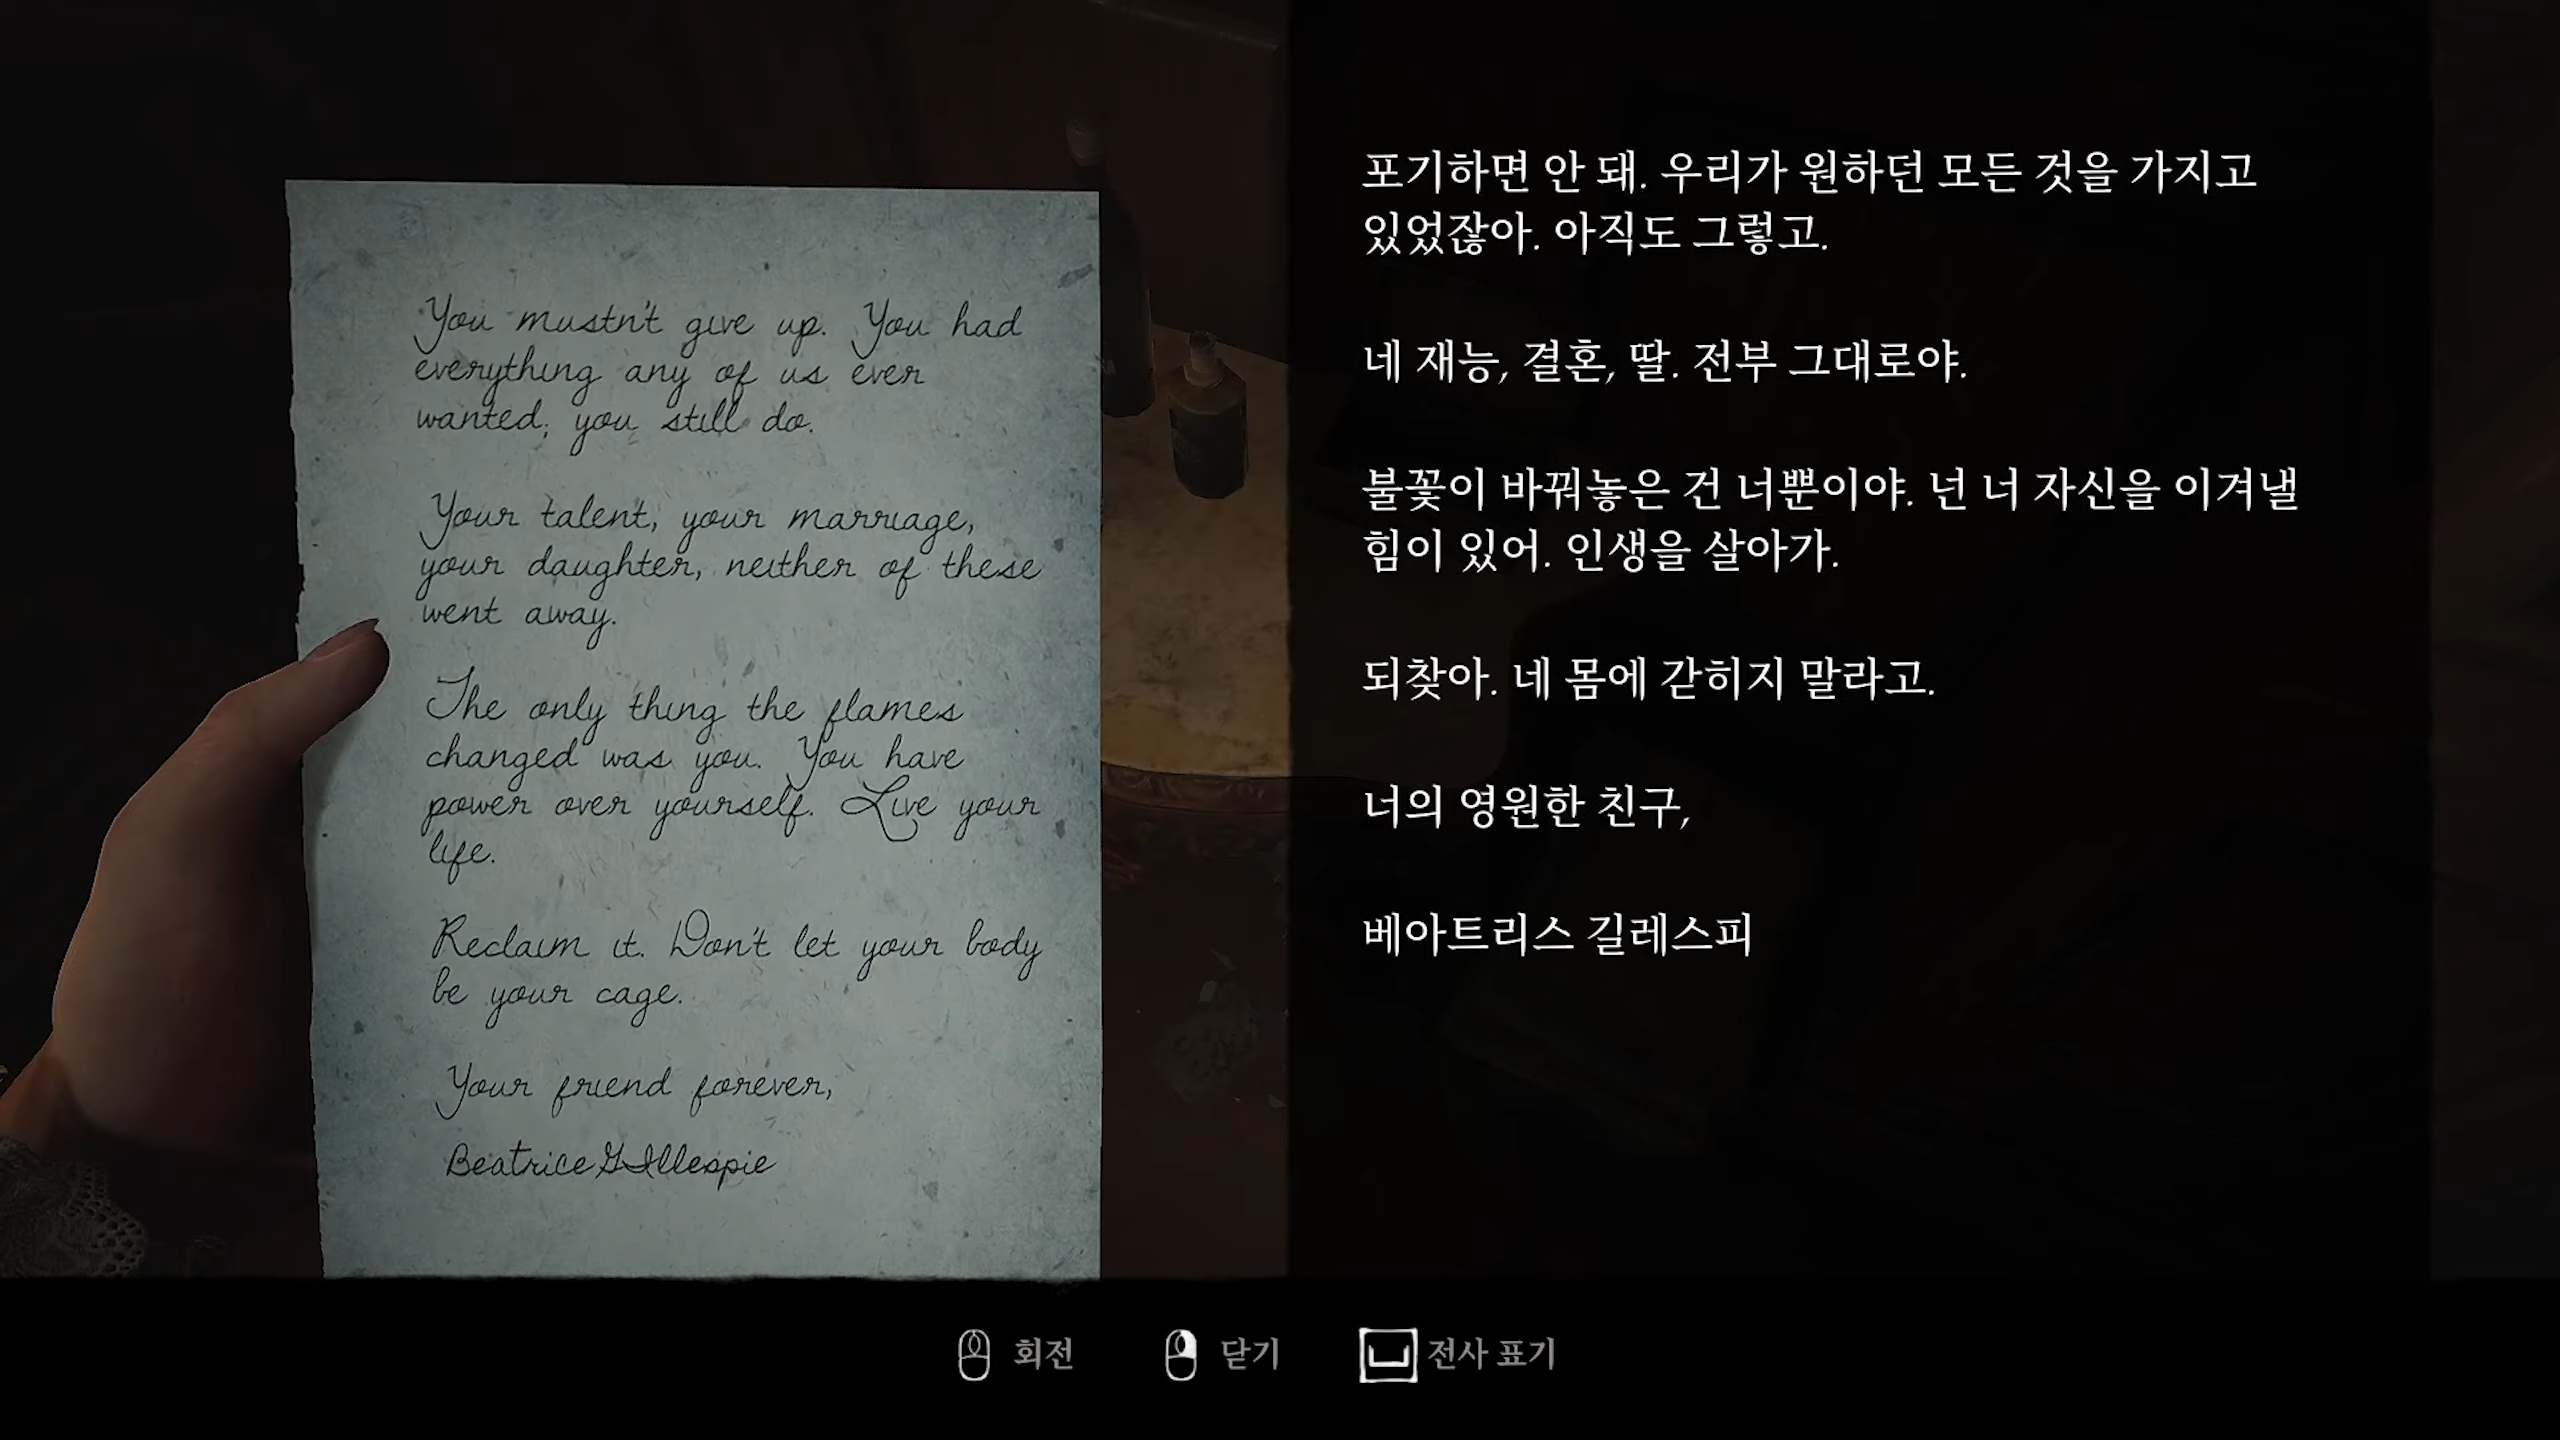 You mustn't give up. You had
everything any of us ever
wanted; you still do.
Your talent, your marriage,
your daughter, neither of these
went away.
The only thing the flames
changed was you. You have
power over yourself. Live your
life.
Reclaim it. Don't let your body
be your cage.
Your friend forever,
Beatrice Gillespie
포기하면 안 돼. 우리가 원하던 모든 것을 가지고
있었잖아. 아직도 그렇고.
네 재능, 결혼, 딸. 전부 그대로야.
불꽃이 바꿔놓은 건 너뿐이야. 넌 너 자신을 이겨낼
힘이 있어. 인생을 살아가.
되찾아. 네 몸에 갇히지 말라고.
너의 영원한 친구,
베아트리스 길레스피
회전 닫기 전사 표기